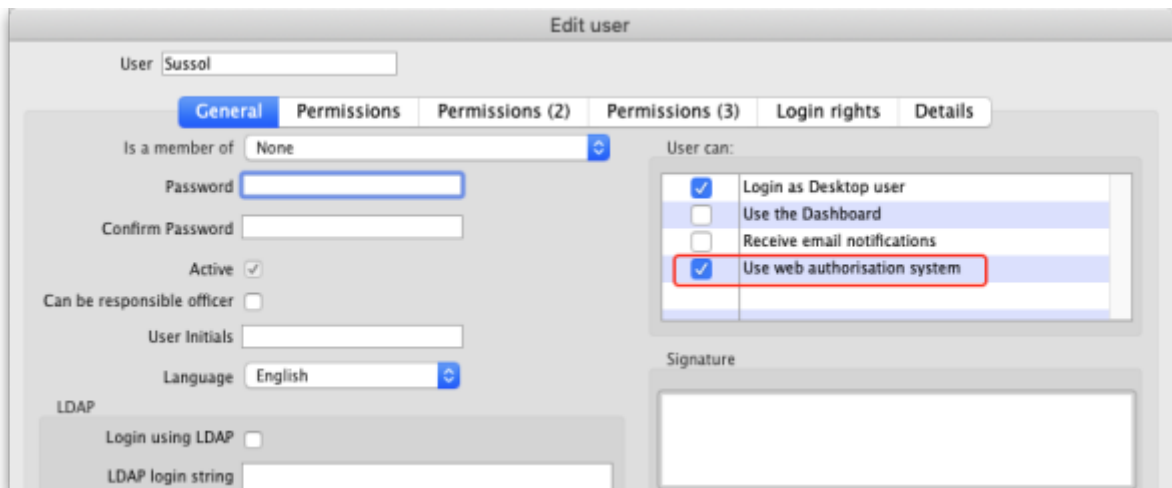 Edit user
User Sussol
General Permissions Permissions (2) Permissions (3) Login rights Details
Is a member of None
Password
Confirm Password
Active
Can be responsible officer
User Initials
Language English
LDAP
Login using LDAP
LDAP login string
User can:
Login as Desktop user
Use the Dashboard
Receive email notifications
Use web authorisation system
Signature